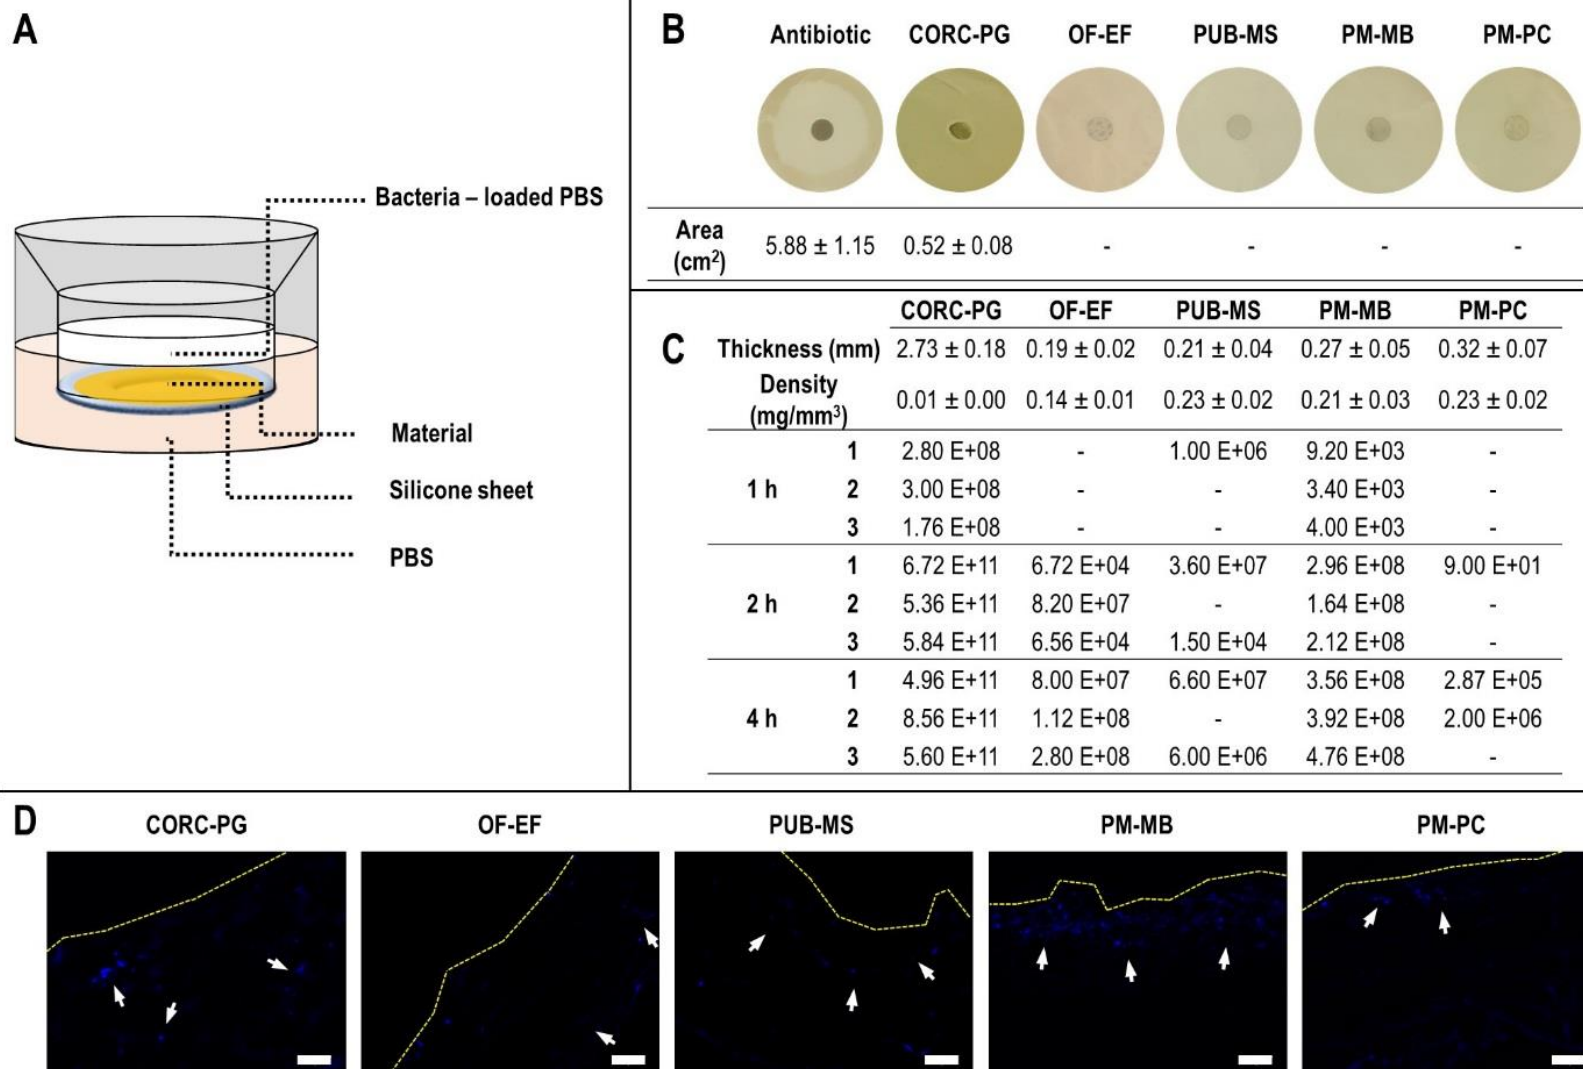 A
Bacteria – loaded PBS
Material
Silicone sheet
PBS
B
Antibiotic CORC-PG OF-EF PUB-MS PM-MB PM-PC
Area (cm²) 5.88 ± 1.15 0.52 ± 0.08 - - - -
C
CORC-PG OF-EF PUB-MS PM-MB PM-PC
Thickness (mm) 2.73 ± 0.18 0.19 ± 0.02 0.21 ± 0.04 0.27 ± 0.05 0.32 ± 0.07
Density (mg/mm³) 0.01 ± 0.00 0.14 ± 0.01 0.23 ± 0.02 0.21 ± 0.03 0.23 ± 0.02
1 2.80 E+08 - 1.00 E+06 9.20 E+03 -
1 h 2 3.00 E+08 - - 3.40 E+03 -
3 1.76 E+08 - - 4.00 E+03 -
1 6.72 E+11 6.72 E+04 3.60 E+07 2.96 E+08 9.00 E+01
2 h 2 5.36 E+11 8.20 E+07 - 1.64 E+08 -
3 5.84 E+11 6.56 E+04 1.50 E+04 2.12 E+08 -
1 4.96 E+11 8.00 E+07 6.60 E+07 3.56 E+08 2.87 E+05
4 h 2 8.56 E+11 1.12 E+08 - 3.92 E+08 2.00 E+06
3 5.60 E+11 2.80 E+08 6.00 E+06 4.76 E+08 -
D
CORC-PG OF-EF PUB-MS PM-MB PM-PC